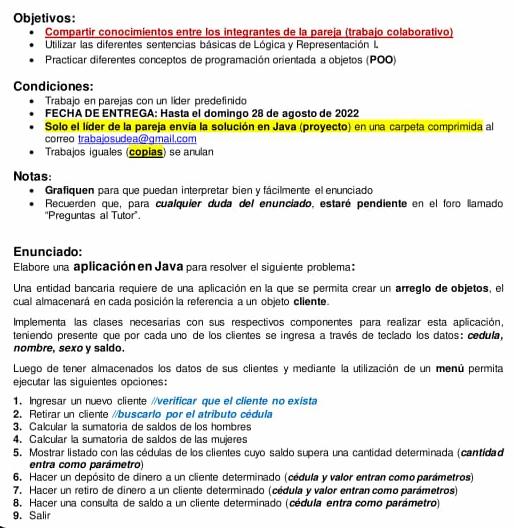 Objetivos:
• Compartir conocimientos entre los integrantes de la pareja (trabajo colaborativo)
• Utilizar las diferentes sentencias básicas de Lógica y Representación I.
• Practicar diferentes conceptos de programación orientada a objetos (POO)
Condiciones:
• Trabajo en parejas con un líder predefinido
• FECHA DE ENTREGA: Hasta el domingo 28 de agosto de 2022
• Solo el líder de la pareja envía la solución en Java (proyecto) en una carpeta comprimida al
correo trabajosudea@gmail.com
• Trabajos iguales (copias) se anulan
Notas:
• Grafiquen para que puedan interpretar bien y fácilmente el enunciado
• Recuerden que, para cualquier duda del enunciado, estaré pendiente en el foro llamado
“Preguntas al Tutor”.
Enunciado:
Elabore una aplicación en Java para resolver el siguiente problema:
Una entidad bancaria requiere de una aplicación en la que se permita crear un arreglo de objetos, el
cual almacenará en cada posición la referencia a un objeto cliente.
Implementa las clases necesarias con sus respectivos componentes para realizar esta aplicación,
teniendo presente que por cada uno de los clientes se ingresa a través de teclado los datos: cedula,
nombre, sexo y saldo.
Luego de tener almacenados los datos de sus clientes y mediante la utilización de un menú permita
ejecutar las siguientes opciones:
1. Ingresar un nuevo cliente //verificar que el cliente no exista
2. Retirar un cliente //buscarlo por el atributo cédula
3. Calcular la sumatoria de saldos de los hombres
4. Calcular la sumatoria de saldos de las mujeres
5. Mostrar listado con las cédulas de los clientes cuyo saldo supera una cantidad determinada (cantidad
entra como parámetro)
6. Hacer un depósito de dinero a un cliente determinado (cédula y valor entran como parámetros)
7. Hacer un retiro de dinero a un cliente determinado (cédula y valor entran como parámetros)
8. Hacer una consulta de saldo a un cliente determinado (cédula entra como parámetro)
9. Salir